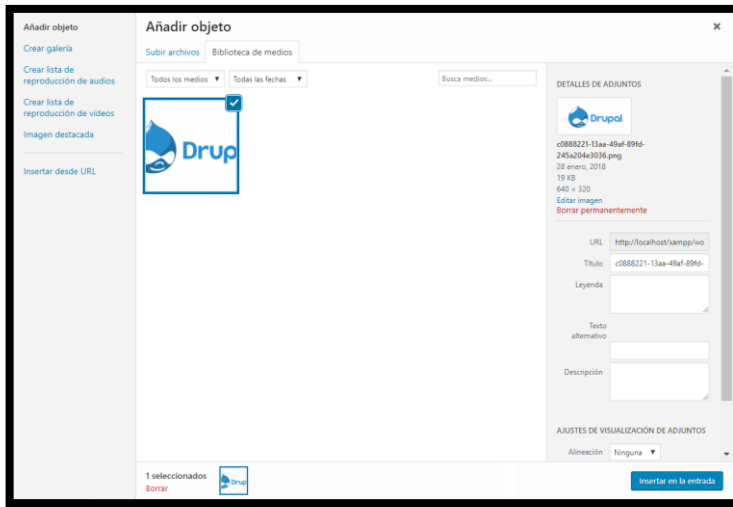 Añadir objeto
Crear galería
Crear lista de
reproducción de audios
Crear lista de
reproducción de vídeos
Imagen destacada
Insertar desde URL
Añadir objeto
Subir archivos
Biblioteca de medios
Todos los medios
Todas las fechas
Busca medios...
Drup
DETALLES DE ADJUNTOS
Drupal
c0888221-13aa-49af-89fd-
245a204e3036.png
28 enero, 2018
19 KB
640 × 320
Editar imagen
Borrar permanentemente
URL
http://localhost/xampp/wo
Título
c0888221-13aa-49af-89fd-
Leyenda
Texto
alternativo
Descripción
AJUSTES DE VISUALIZACIÓN DE ADJUNTOS
Alineación
Ninguna
1 seleccionados
Borrar
Drup
Insertar en la entrada